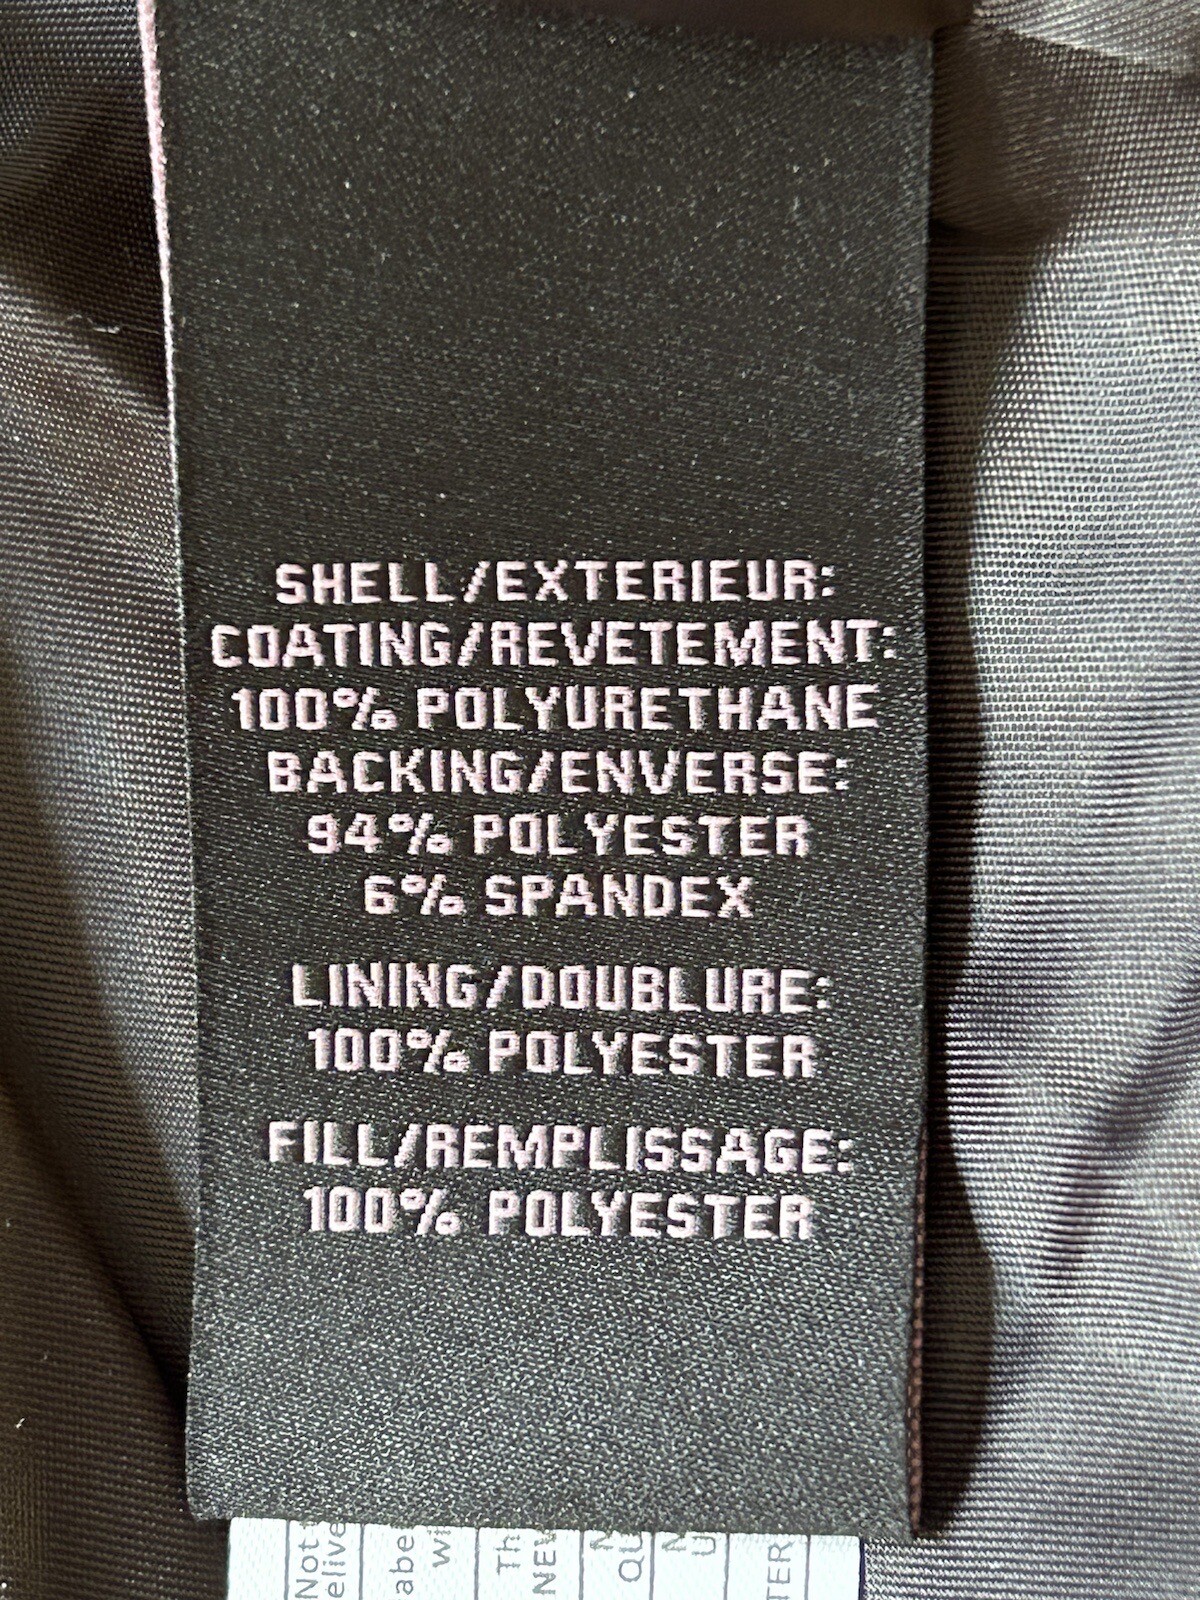 SHELL/EXTERIEUR:
COATING/REVETEMENT:
100% POLYURETHANE
BACKING/ENVERSE:
94% POLYESTER
6% SPANDEX
LINING/DOUBLURE:
100% POLYESTER
FILL/REMPLISSAGE:
100% POLYESTER
Not